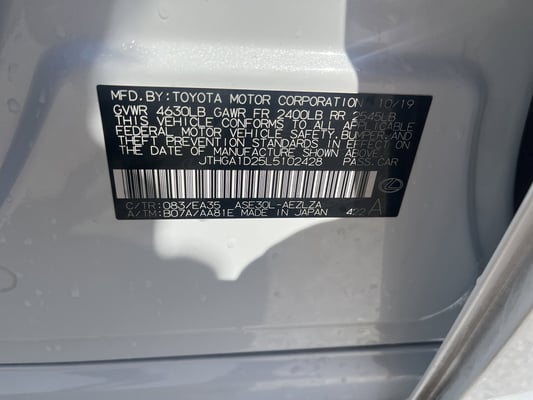 MFD. BY: TOYOTA MOTOR CORPORATION 10/19
GVWR 4630LB GAWR FR 2400LB RR 2645LB
THIS VEHICLE CONFORMS TO ALL APPLICABLE
FEDERAL MOTOR VEHICLE SAFETY, BUMPER, AND
THEFT PREVENTION STANDARDS IN EFFECT ON
THE DATE OF MANUFACTURE SHOWN ABOVE.
JTHGA1D25L5102428 PASS. CAR
C/TR: 083/EA35 ASE30L-AEZLZA
A/TM: B07A/AA81E MADE IN JAPAN 422 A